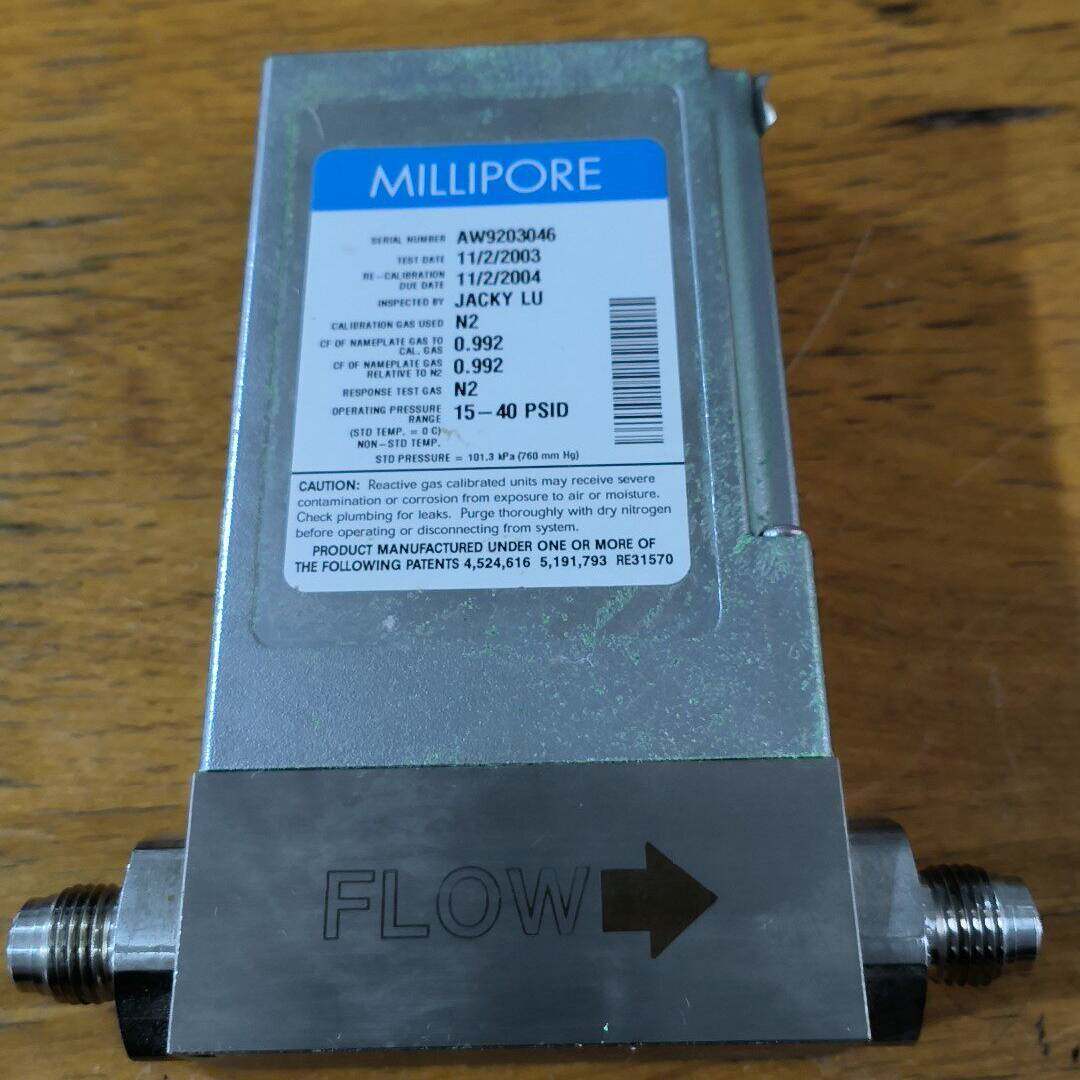 MILLIPORE
SERIAL NUMBER AW9203046
TEST DATE 11/2/2003
RE-CALIBRATION
DUE DATE 11/2/2004
INSPECTED BY JACKY LU
CALIBRATION GAS USED N2
CF OF NAMEPLATE GAS TO
CAL. GAS 0.992
CF OF NAMEPLATE GAS
RELATIVE TO N2 0.992
RESPONSE TEST GAS N2
OPERATING PRESSURE
RANGE 15-40 PSID
(STD TEMP. = 0 C)
NON-STD TEMP.
STD PRESSURE = 101.3 kPa (760 mm Hg)
CAUTION: Reactive gas calibrated units may receive severe
contamination or corrosion from exposure to air or moisture.
Check plumbing for leaks. Purge thoroughly with dry nitrogen
before operating or disconnecting from system.
PRODUCT MANUFACTURED UNDER ONE OR MORE OF
THE FOLLOWING PATENTS 4,524,616 5,191,793 RE31570
FLOW